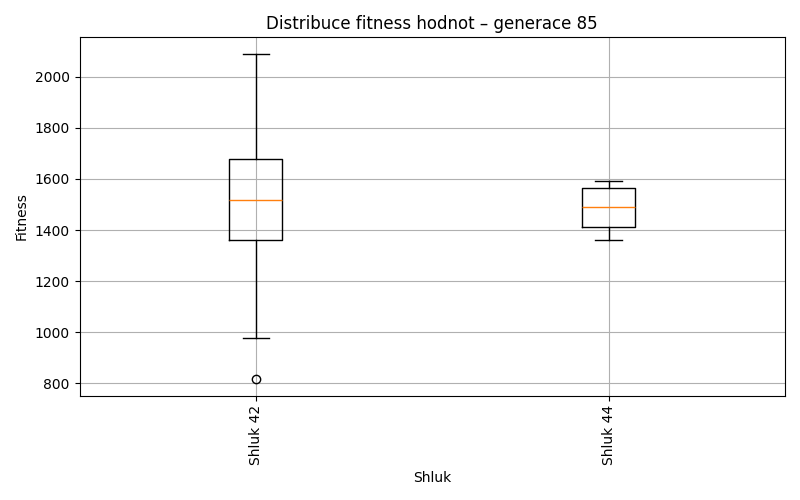 Distribuce fitness hodnot – generace 85
Fitness
2000
1800
1600
1400
1200
1000
800
Shluk 42
Shluk 44
Shluk